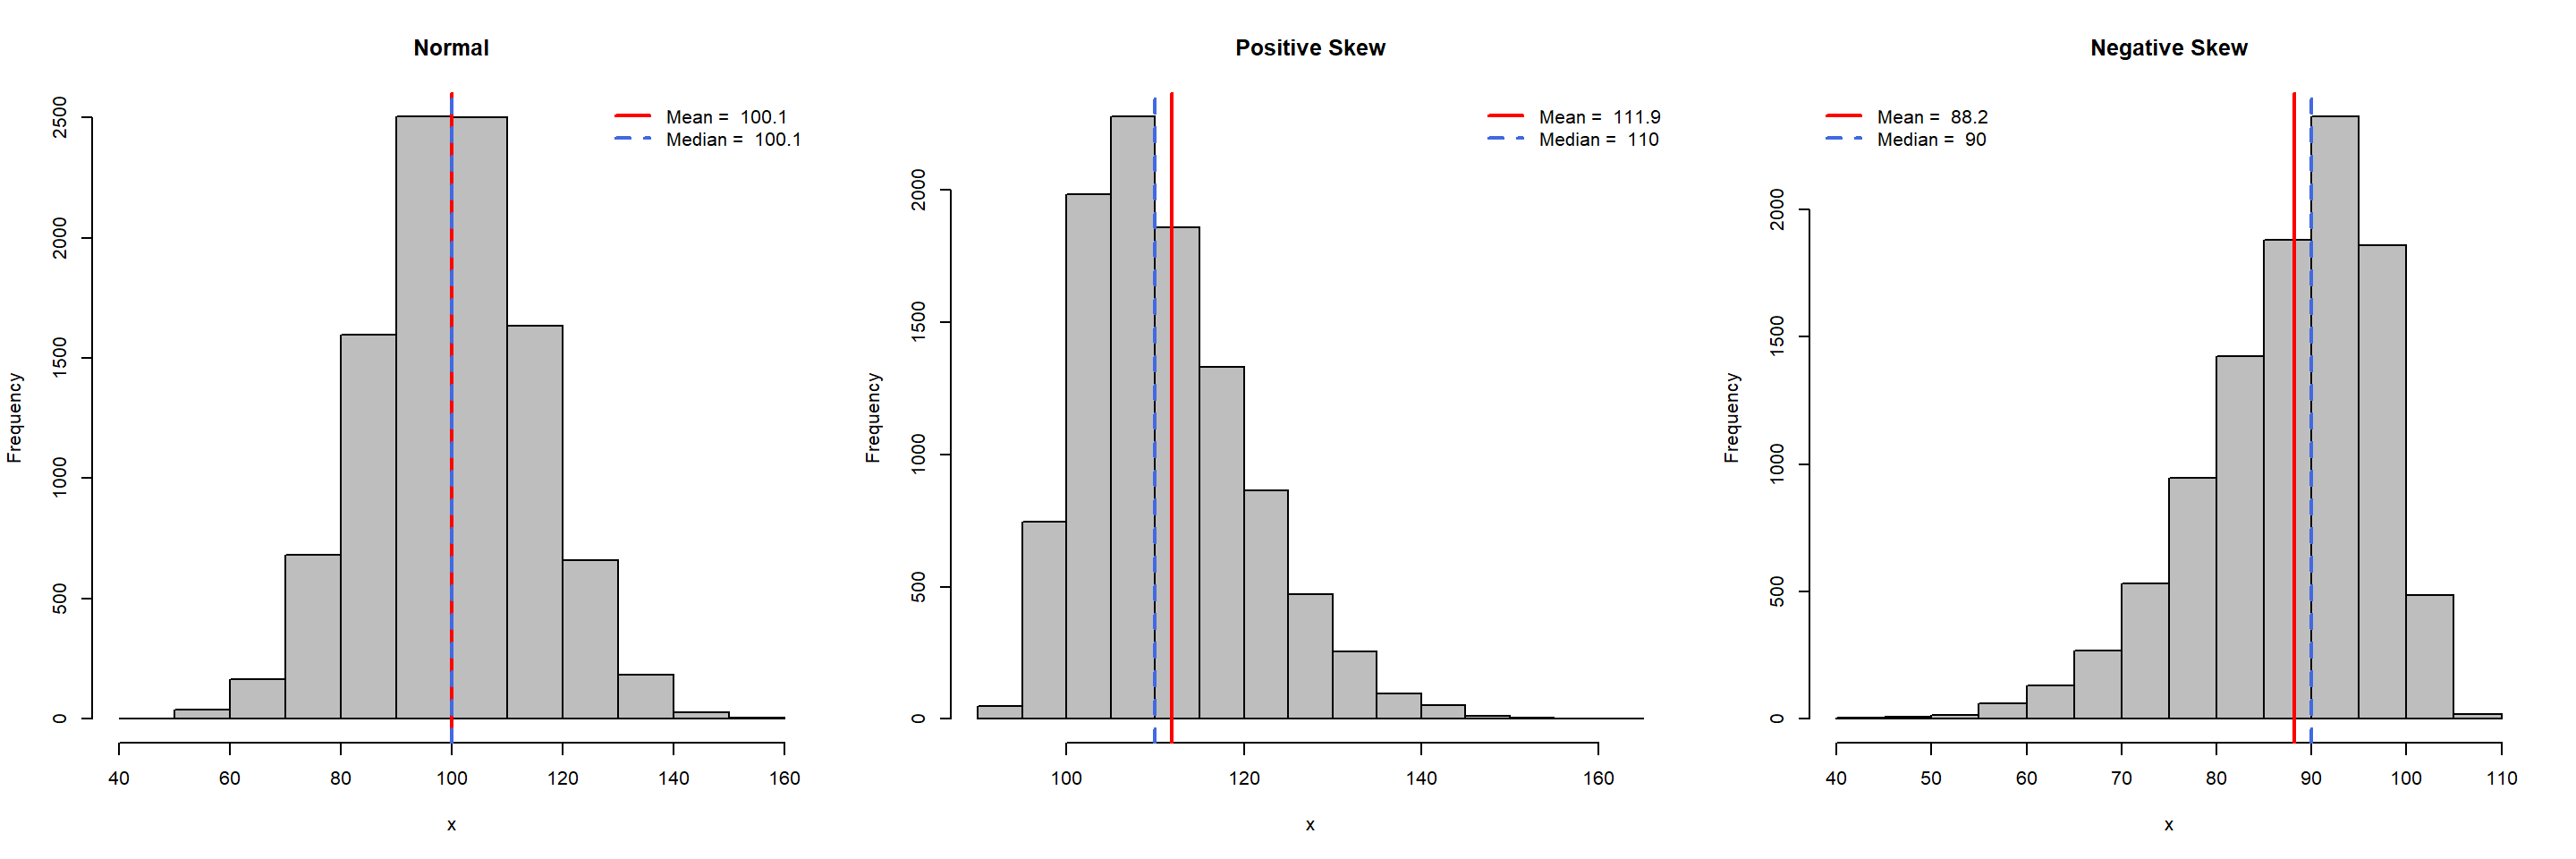 Normal
Mean = 100.1
Median = 100.1
Frequency
2500
2000
1500
1000
500
0
40 60 80 100 120 140 160
x
Positive Skew
Mean = 111.9
Median = 110
Frequency
2000
1500
1000
500
0
100 120 140 160
x
Negative Skew
Mean = 88.2
Median = 90
Frequency
2000
1500
1000
500
0
40 50 60 70 80 90 100 110
x